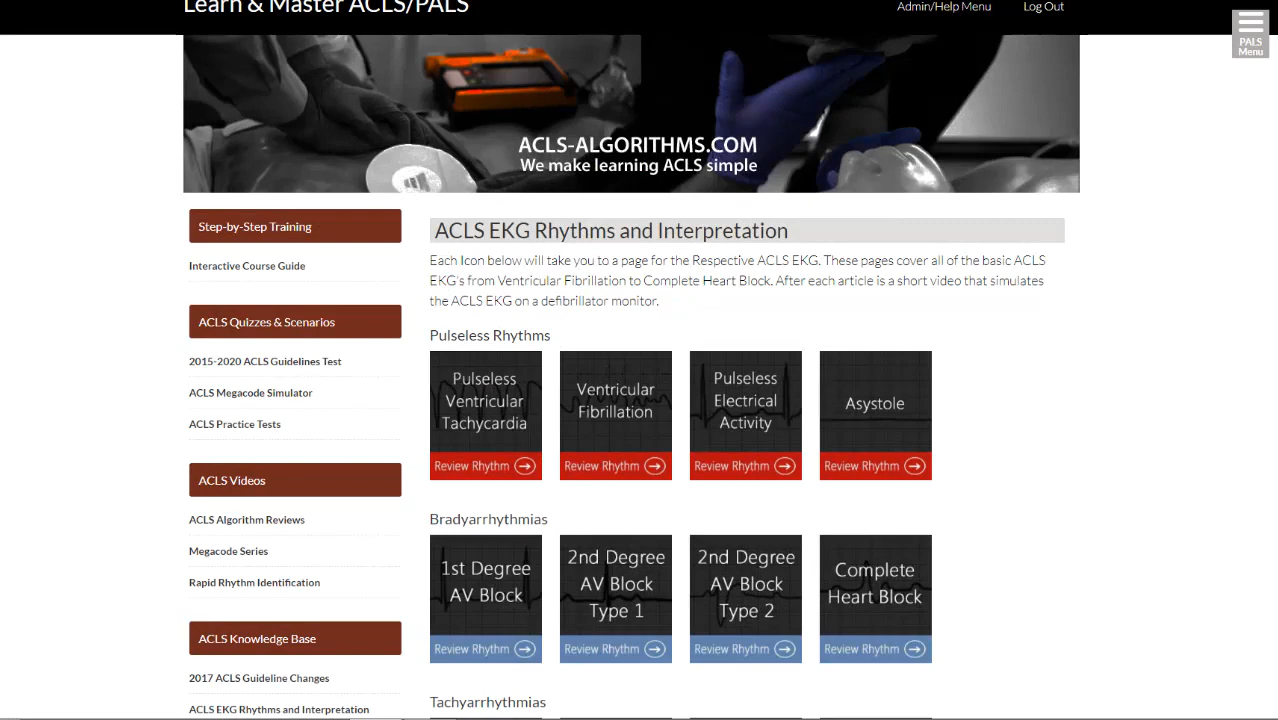 Learn & Master ACLS/PALS
Admin/Help Menu
Log Out
PALS
Menu
ACLS-ALGORITHMS.COM
We make learning ACLS simple
Step-by-Step Training
Interactive Course Guide
ACLS Quizzes & Scenarios
2015-2020 ACLS Guidelines Test
ACLS Megacode Simulator
ACLS Practice Tests
ACLS Videos
ACLS Algorithm Reviews
Megacode Series
Rapid Rhythm Identification
ACLS Knowledge Base
2017 ACLS Guideline Changes
ACLS EKG Rhythms and Interpretation
ACLS EKG Rhythms and Interpretation
Each Icon below will take you to a page for the Respective ACLS EKG. These pages cover all of the basic ACLS
EKG's from Ventricular Fibrillation to Complete Heart Block. After each article is a short video that simulates
the ACLS EKG on a defibrillator monitor.
Pulseless Rhythms
Pulseless
Ventricular
Tachycardia
Review Rhythm
Ventricular
Fibrillation
Review Rhythm
Pulseless
Electrical
Activity
Review Rhythm
Asystole
Review Rhythm
Bradyarrhythmias
1st Degree
AV Block
Review Rhythm
2nd Degree
AV Block
Type 1
Review Rhythm
2nd Degree
AV Block
Type 2
Review Rhythm
Complete
Heart Block
Review Rhythm
Tachyarrhythmias